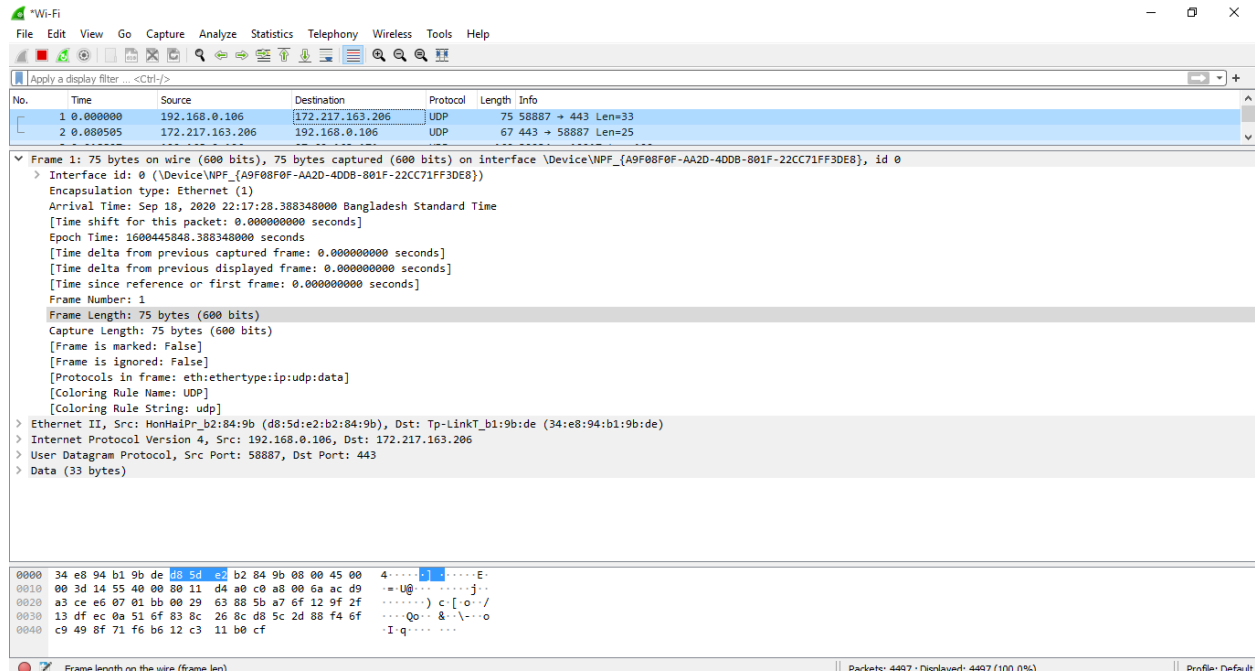 *Wi-Fi
File Edit View Go Capture Analyze Statistics Telephony Wireless Tools Help
Apply a display filter ... <Ctrl-/>
No. Time Source Destination Protocol Length Info
1 0.000000 192.168.0.106 172.217.163.206 UDP 75 58887 → 443 Len=33
2 0.080505 172.217.163.206 192.168.0.106 UDP 67 443 → 58887 Len=25
Frame 1: 75 bytes on wire (600 bits), 75 bytes captured (600 bits) on interface \Device\NPF_{A9F08F0F-AA2D-4DDB-801F-22CC71FF3DE8}, id 0
Interface id: 0 (\Device\NPF_{A9F08F0F-AA2D-4DDB-801F-22CC71FF3DE8})
Encapsulation type: Ethernet (1)
Arrival Time: Sep 18, 2020 22:17:28.388348000 Bangladesh Standard Time
[Time shift for this packet: 0.000000000 seconds]
Epoch Time: 1600445848.388348000 seconds
[Time delta from previous captured frame: 0.000000000 seconds]
[Time delta from previous displayed frame: 0.000000000 seconds]
[Time since reference or first frame: 0.000000000 seconds]
Frame Number: 1
Frame Length: 75 bytes (600 bits)
Capture Length: 75 bytes (600 bits)
[Frame is marked: False]
[Frame is ignored: False]
[Protocols in frame: eth:ethertype:ip:udp:data]
[Coloring Rule Name: UDP]
[Coloring Rule String: udp]
Ethernet II, Src: HonHaiPr_b2:84:9b (d8:5d:e2:b2:84:9b), Dst: Tp-LinkT_b1:9b:de (34:e8:94:b1:9b:de)
Internet Protocol Version 4, Src: 192.168.0.106, Dst: 172.217.163.206
User Datagram Protocol, Src Port: 58887, Dst Port: 443
Data (33 bytes)
0000 34 e8 94 b1 9b de d8 5d e2 b2 84 9b 08 00 45 00 4·····.] ·····E·
0010 00 3d 14 55 40 00 80 11 d4 a0 c0 a8 00 6a ac d9 ·=·U@··· ·····j··
0020 a3 ce e6 07 01 bb 00 29 63 88 5b a7 6f 12 9f 2f ·······) c·[·o··/
0030 13 df ec 0a 51 6f 83 8c 26 8c d8 5c 2d 88 f4 6f ····Qo·· &··\-··o
0040 c9 49 8f 71 f6 b6 12 c3 11 b0 cf ·I·q···· ···
Frame length on the wire (frame.len) Packets: 4497 · Displayed: 4497 (100.0%) Profile: Default